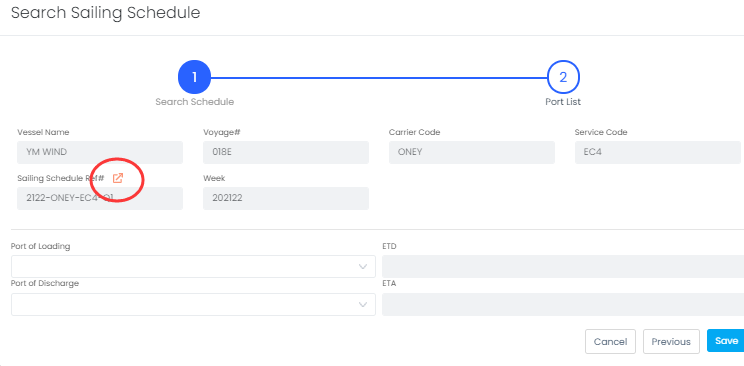 Search Sailing Schedule
1
2
Search Schedule
Port List
Vessel Name
Voyage#
Carrier Code
Service Code
YM WIND
018E
ONEY
EC4
Sailing Schedule Ref#
Week
2122-ONEY-EC4-01
202122
Port of Loading
ETD
Port of Discharge
ETA
Cancel
Previous
Save